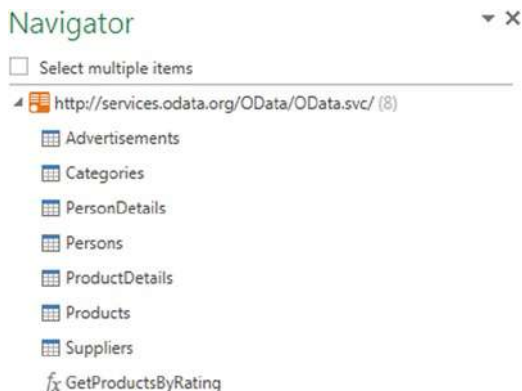 Navigator
Select multiple items
http://services.odata.org/OData/OData.svc/ (8)
Advertisements
Categories
PersonDetails
Persons
ProductDetails
Products
Suppliers
fx GetProductsByRating